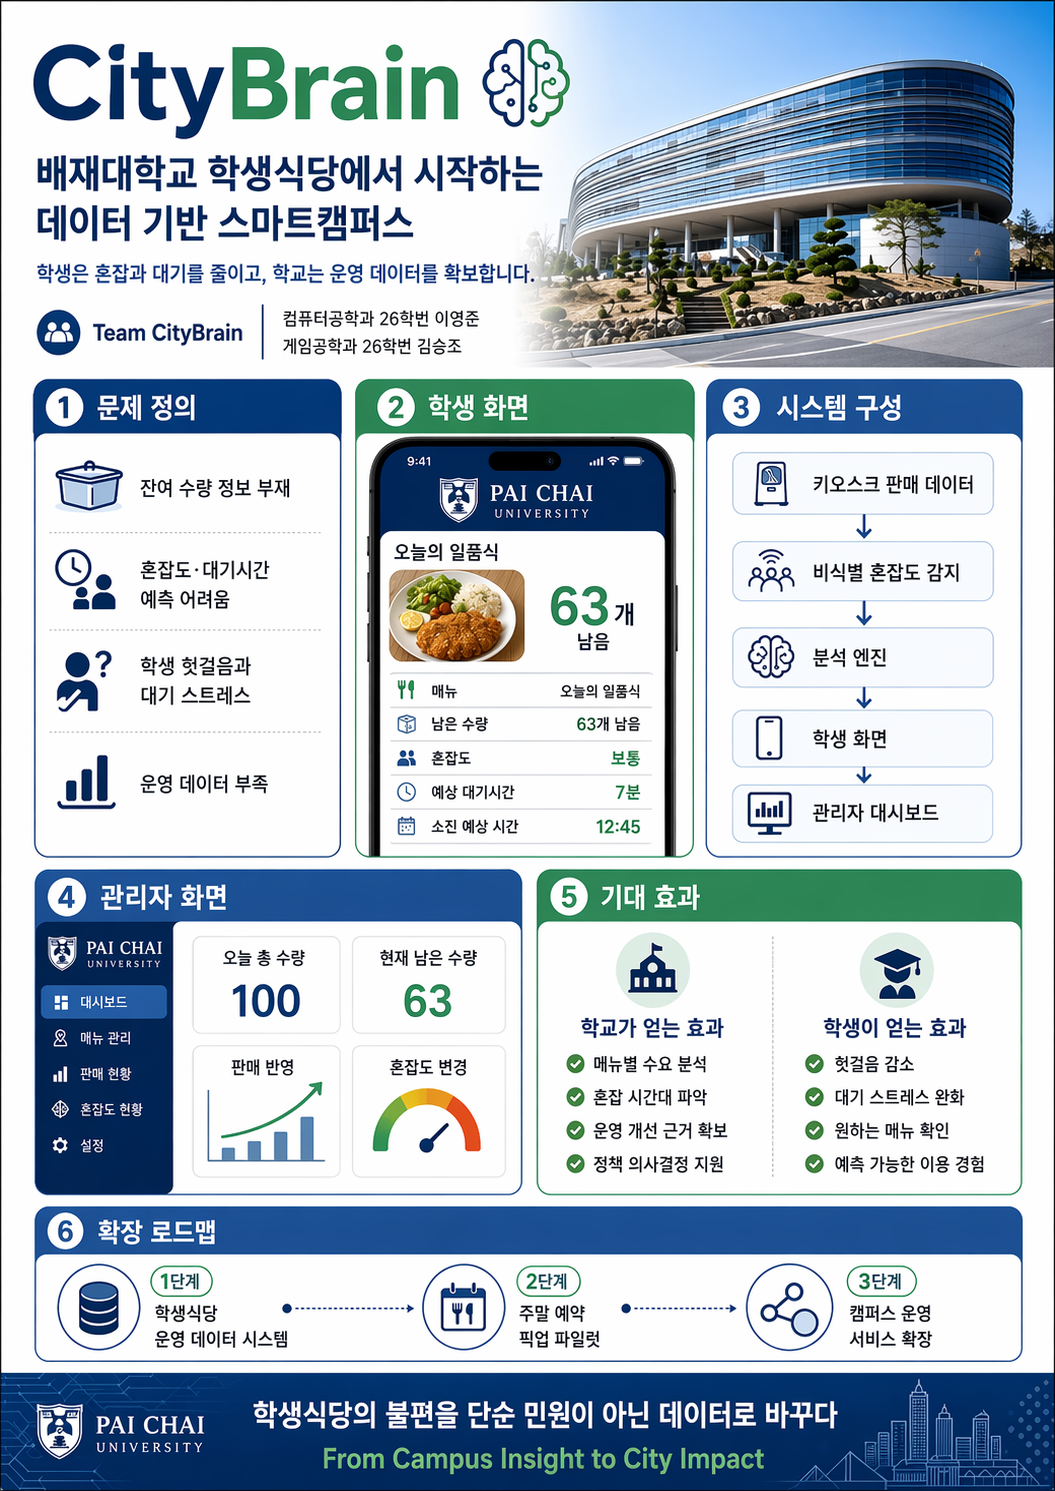 CityBrain
배재대학교 학생식당에서 시작하는
데이터 기반 스마트캠퍼스
학생은 혼잡과 대기를 줄이고, 학교는 운영 데이터를 확보합니다.
Team CityBrain
컴퓨터공학과 26학번 이영준
게임공학과 26학번 김승조
1 문제 정의
잔여 수량 정보 부재
혼잡도·대기시간
예측 어려움
학생 헛걸음과
대기 스트레스
운영 데이터 부족
2 학생 화면
9:41
PAI CHAI
UNIVERSITY
오늘의 일품식
63개
남음
매뉴 오늘의 일품식
남은 수량 63개 남음
혼잡도 보통
예상 대기시간 7분
소진 예상 시간 12:45
3 시스템 구성
키오스크 판매 데이터
비식별 혼잡도 감지
분석 엔진
학생 화면
관리자 대시보드
4 관리자 화면
PAI CHAI
UNIVERSITY
대시보드
매뉴 관리
판매 현황
혼잡도 현황
설정
오늘 총 수량
100
현재 남은 수량
63
판매 반영
혼잡도 변경
5 기대 효과
학교가 얻는 효과
매뉴별 수요 분석
혼잡 시간대 파악
운영 개선 근거 확보
정책 의사결정 지원
학생이 얻는 효과
헛걸음 감소
대기 스트레스 완화
원하는 매뉴 확인
예측 가능한 이용 경험
6 확장 로드맵
1단계
학생식당
운영 데이터 시스템
2단계
주말 예약
픽업 파일럿
3단계
캠퍼스 운영
서비스 확장
PAI CHAI
UNIVERSITY
학생식당의 불편을 단순 민원이 아닌 데이터로 바꾸다
From Campus Insight to City Impact